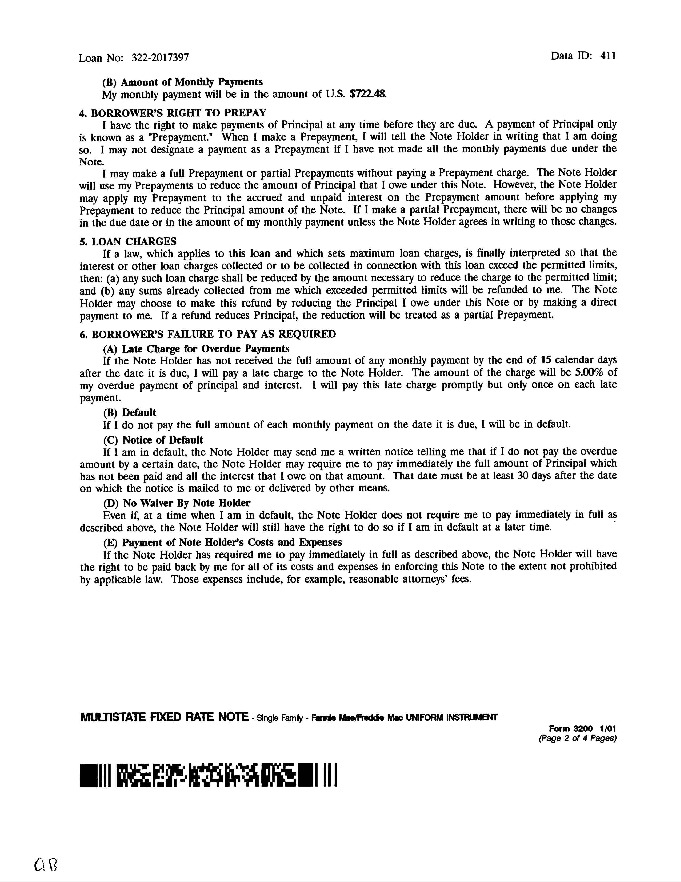 Loan No: 322-2017397 Data ID: 411
(B) Amount of Monthly Payments
My monthly payment will be in the amount of U.S. $722.48.
4. BORROWER'S RIGHT TO PREPAY
I have the right to make payments of Principal at any time before they are due. A payment of Principal only
is known as a "Prepayment." When I make a Prepayment, I will tell the Note Holder in writing that I am doing
so. I may not designate a payment as a Prepayment if I have not made all the monthly payments due under the
Note.
I may make a full Prepayment or partial Prepayments without paying a Prepayment charge. The Note Holder
will use my Prepayments to reduce the amount of Principal that I owe under this Note. However, the Note Holder
may apply my Prepayment to the accrued and unpaid interest on the Prepayment amount before applying my
Prepayment to reduce the Principal amount of the Note. If I make a partial Prepayment, there will be no changes
in the due date or in the amount of my monthly payment unless the Note Holder agrees in writing to those changes.
5. LOAN CHARGES
If a law, which applies to this loan and which sets maximum loan charges, is finally interpreted so that the
interest or other loan charges collected or to be collected in connection with this loan exceed the permitted limits,
then: (a) any such loan charge shall be reduced by the amount necessary to reduce the charge to the permitted limit;
and (b) any sums already collected from me which exceeded permitted limits will be refunded to me. The Note
Holder may choose to make this refund by reducing the Principal I owe under this Note or by making a direct
payment to me. If a refund reduces Principal, the reduction will be treated as a partial Prepayment.
6. BORROWER'S FAILURE TO PAY AS REQUIRED
(A) Late Charge for Overdue Payments
If the Note Holder has not received the full amount of any monthly payment by the end of 15 calendar days
after the date it is due, I will pay a late charge to the Note Holder. The amount of the charge will be 5.00% of
my overdue payment of principal and interest. I will pay this late charge promptly but only once on each late
payment.
(B) Default
If I do not pay the full amount of each monthly payment on the date it is due, I will be in default.
(C) Notice of Default
If I am in default, the Note Holder may send me a written notice telling me that if I do not pay the overdue
amount by a certain date, the Note Holder may require me to pay immediately the full amount of Principal which
has not been paid and all the interest that I owe on that amount. That date must be at least 30 days after the date
on which the notice is mailed to me or delivered by other means.
(D) No Waiver By Note Holder
Even if, at a time when I am in default, the Note Holder does not require me to pay immediately in full as
described above, the Note Holder will still have the right to do so if I am in default at a later time.
(E) Payment of Note Holder's Costs and Expenses
If the Note Holder has required me to pay immediately in full as described above, the Note Holder will have
the right to be paid back by me for all of its costs and expenses in enforcing this Note to the extent not prohibited
by applicable law. Those expenses include, for example, reasonable attorneys' fees.
MULTISTATE FIXED RATE NOTE - Single Family - Fannie Mae/Freddie Mac UNIFORM INSTRUMENT
Form 3200 1/01
(Page 2 of 4 Pages)